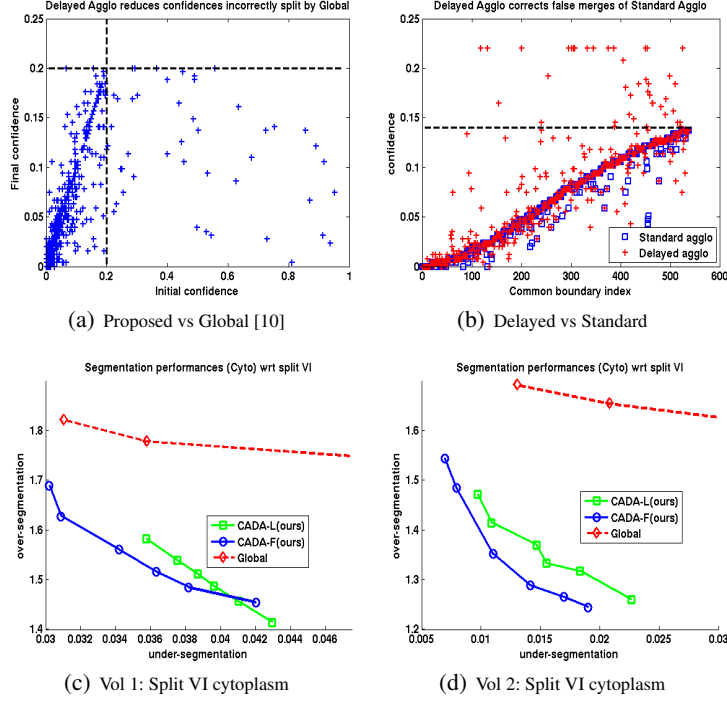 Delayed Agglo reduces confidences incorrectly split by Global
Final confidence
0.25
0.2
0.15
0.1
0.05
0
0 0.2 0.4 0.6 0.8 1
Initial confidence
(a) Proposed vs Global [10]
Delayed Agglo corrects false merges of Standard Agglo
confidence
0.25
0.2
0.15
0.1
0.05
0
Standard agglo
Delayed agglo
0 100 200 300 400 500 600
Common boundary index
(b) Delayed vs Standard
Segmentation performances (Cyto) wrt split VI
over-segmentation
1.8
1.7
1.6
1.5
1.4
CADA-L(ours)
CADA-F(ours)
Global
0.03 0.032 0.034 0.036 0.038 0.04 0.042 0.044 0.046
under-segmentation
(c) Vol 1: Split VI cytoplasm
Segmentation performances (Cyto) wrt split VI
over-segmentation
1.6
1.5
1.4
1.3
1.2
CADA-L(ours)
CADA-F(ours)
Global
0.005 0.01 0.015 0.02 0.025 0.03
under-segmentation
(d) Vol 2: Split VI cytoplasm